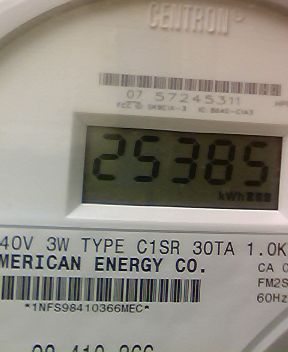 CENTRON®
07 57245311
25385
kWh
40V 3W TYPE C1SR 30TA 1.0K
MERICAN ENERGY CO.
CA 0
FM2S
60Hz
*1NFS98410366MEC*